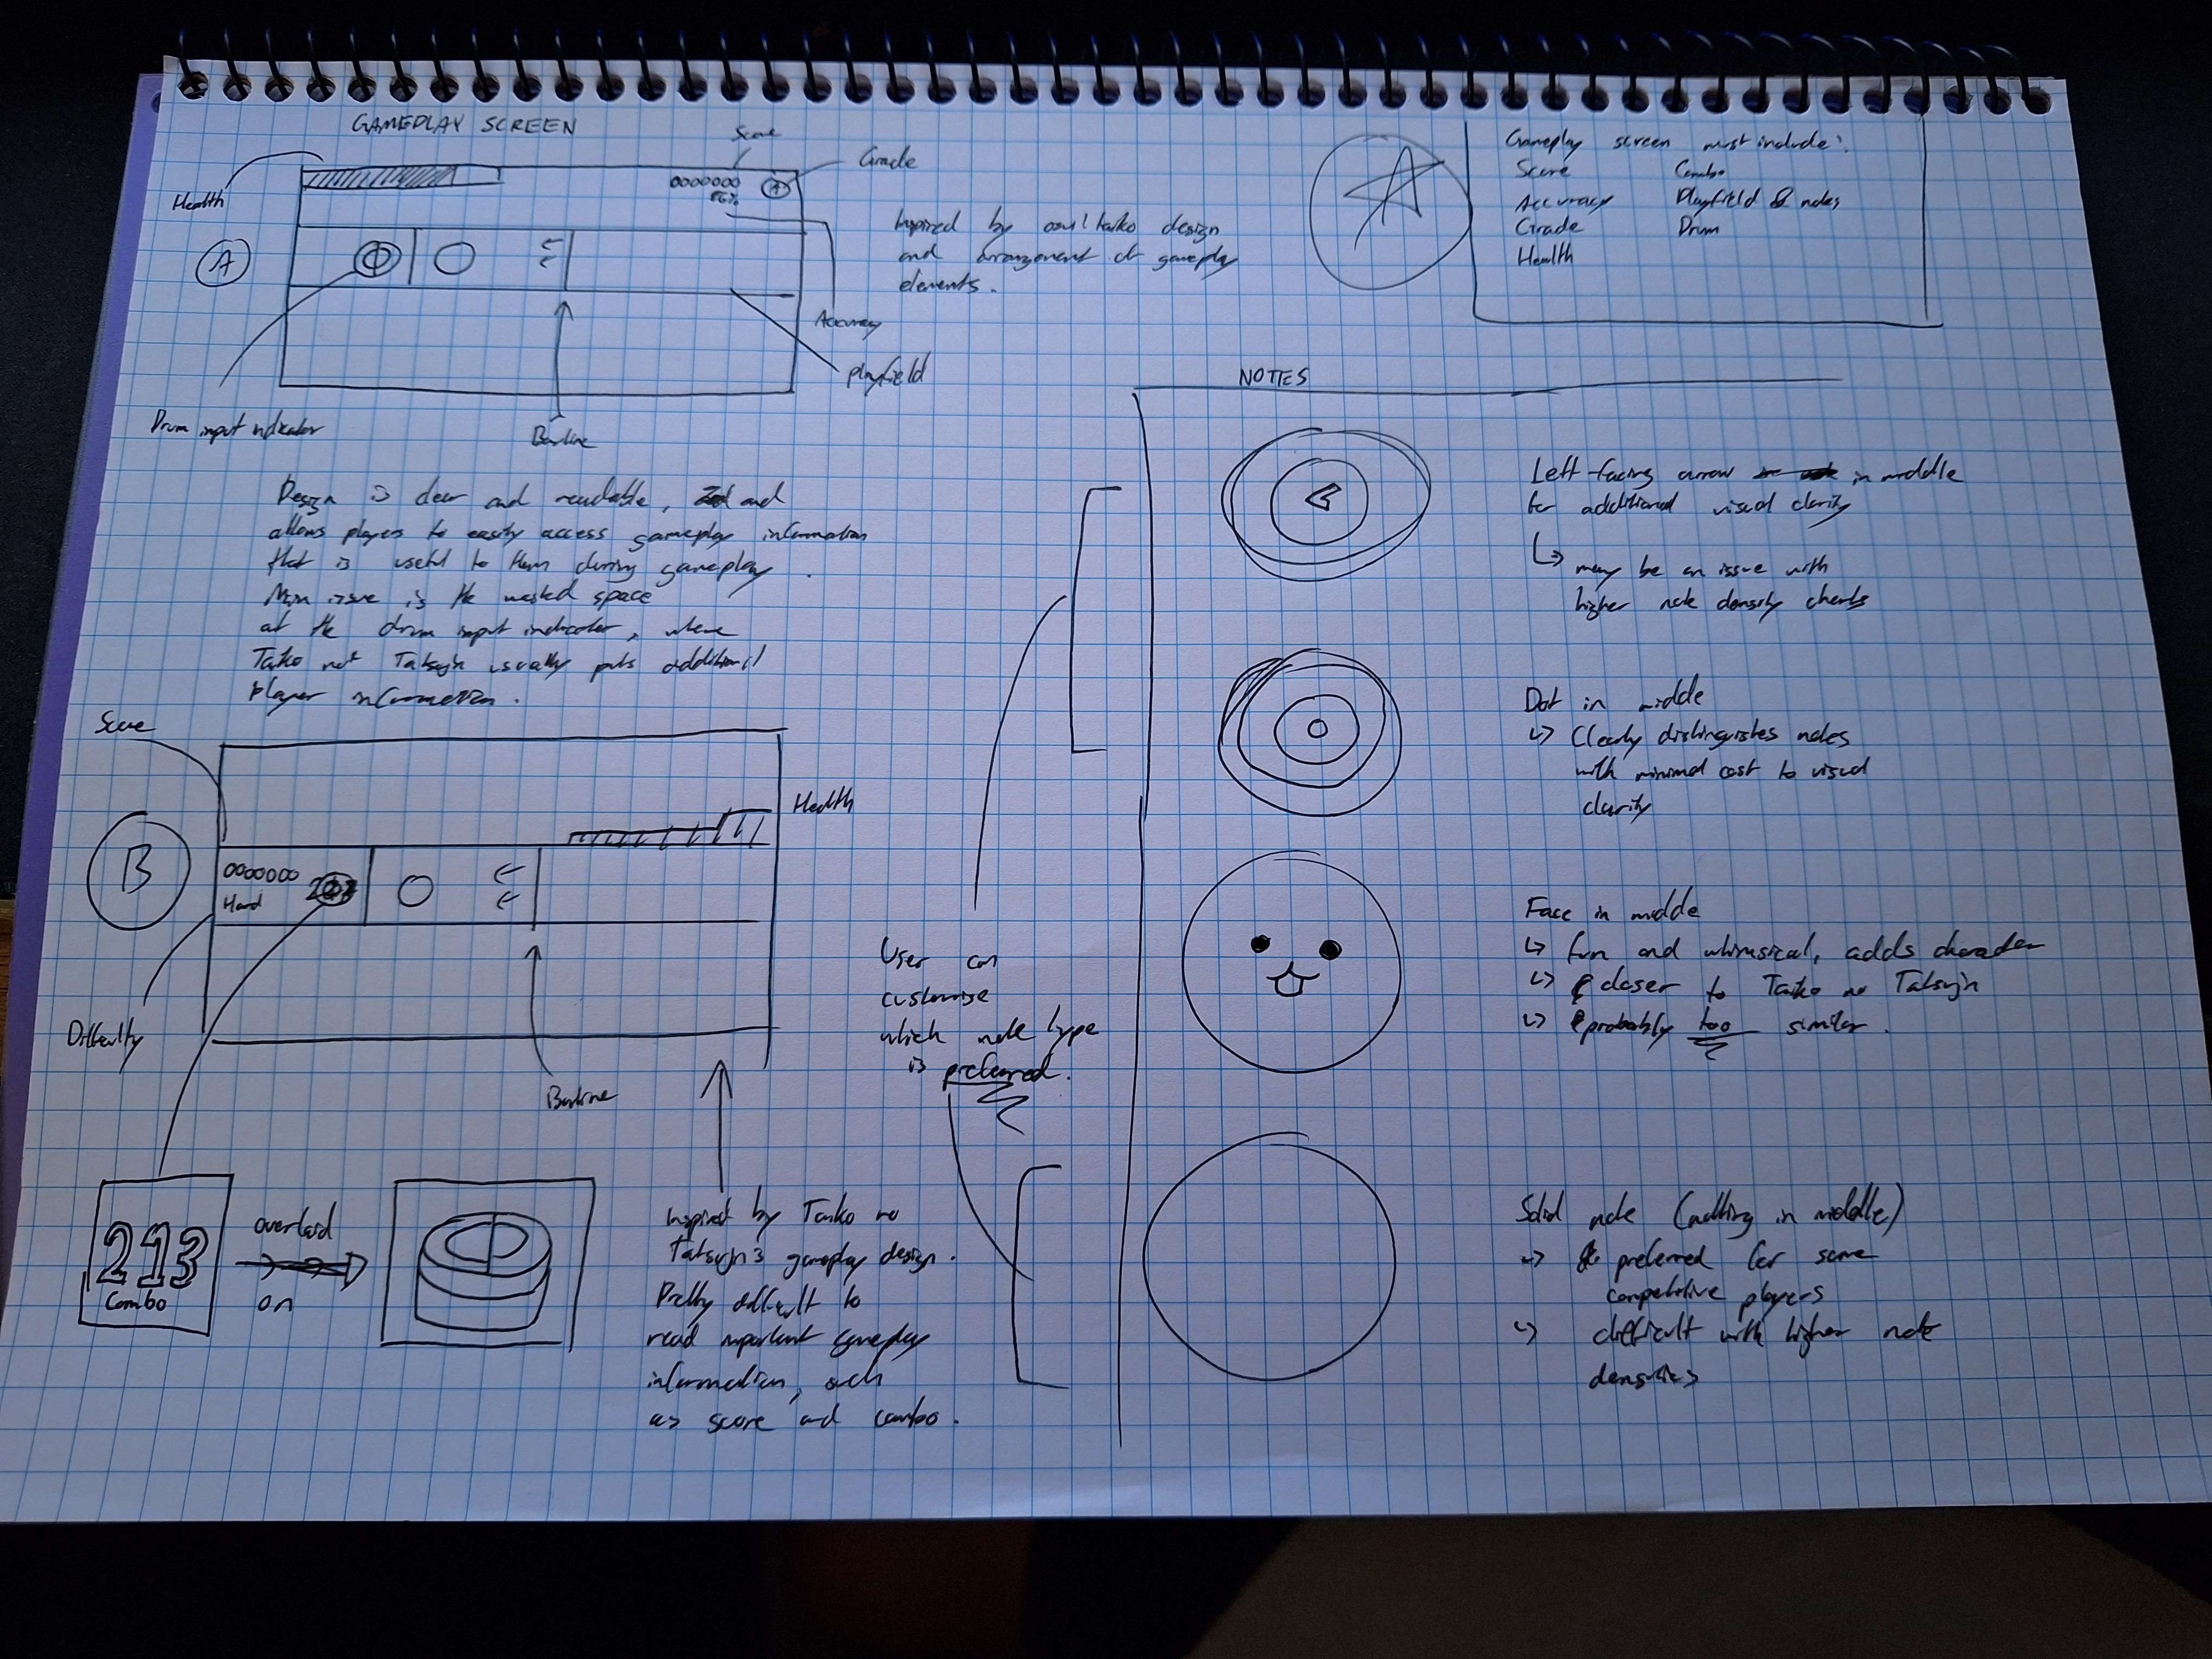 GAMEPLAY SCREEN
Score
Grade
Health
0000000
A
A
Inspired by osu!taiko design
and arrangement of gameplay
elements.
Accuracy
playfield
Drum input indicator
Barline
Design is clear and readable, and
allows players to easily access gameplay information
that is useful to them during gameplay.
Main issue is the wasted space
at the drum input indicator, where
Taiko no Tatsujin usually puts additional
player information.
Score
Health
B
0000000
Hard
Difficulty
Barline
213
Combo
overlaid
on
Inspired by Taiko no
Tatsujin's gameplay design.
Pretty difficult to
read important gameplay
information, such
as score and combo.
Gameplay screen must include:
Score Combo
Accuracy Playfield & notes
Grade Drum
Health
NOTES
Left-facing arrow in middle
for additional visual clarity
↳ may be an issue with
higher note density charts
Dot in middle
↳ Clearly distinguishes notes
with minimal cost to visual
clarity
Face in middle
↳ fun and whimsical, adds character
↳ closer to Taiko no Tatsujin
↳ probably too similar.
User can
customise
which note type
is preferred.
Solid note (nothing in middle)
↳ preferred for some
competitive players
↳ difficult with higher note
densities